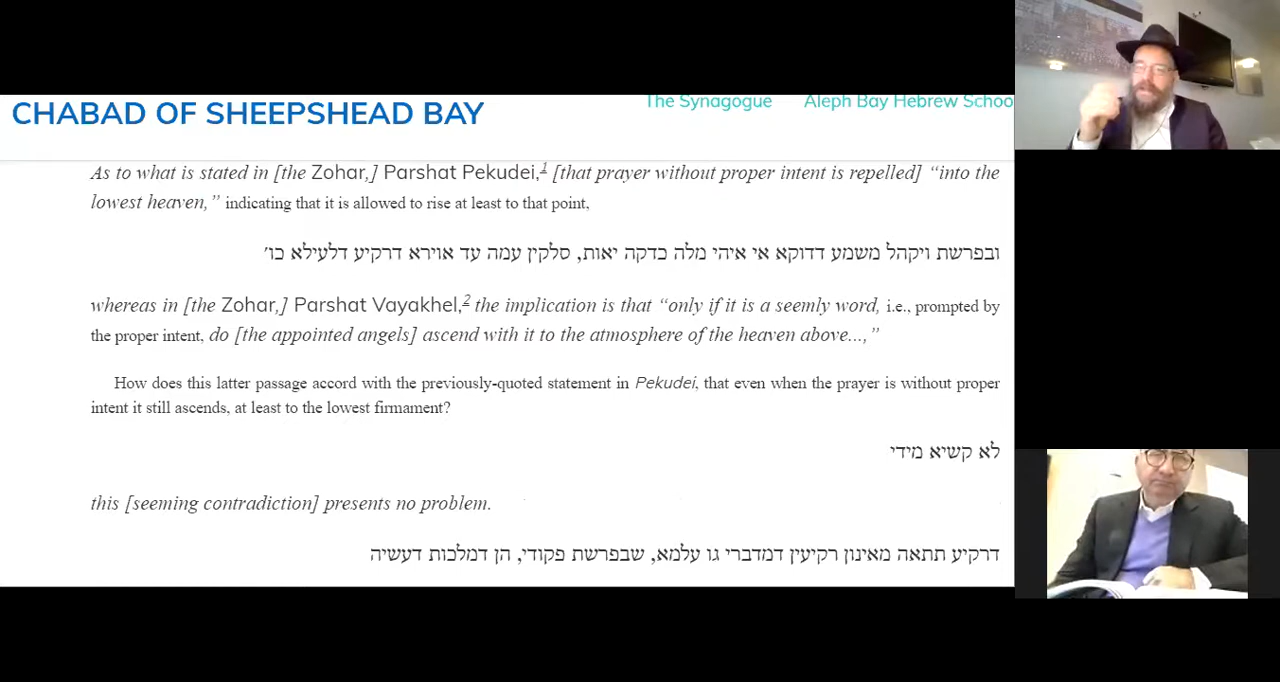 The Synagogue Aleph Bay Hebrew Schoo
CHABAD OF SHEEPSHEAD BAY
As to what is stated in [the Zohar,] Parshat Pekudei,1 [that prayer without proper intent is repelled] “into the
lowest heaven,” indicating that it is allowed to rise at least to that point,
ובפרשת ויקהל משמע דדוקא אי איהי מלה כדקה יאות, סלקין עמה עד אוירא דרקיע דלעילא כו׳
whereas in [the Zohar,] Parshat Vayakhel,2 the implication is that “only if it is a seemly word, i.e., prompted by
the proper intent, do [the appointed angels] ascend with it to the atmosphere of the heaven above...,”
How does this latter passage accord with the previously-quoted statement in Pekudei, that even when the prayer is without proper
intent it still ascends, at least to the lowest firmament?
לא קשיא מידי
this [seeming contradiction] presents no problem.
דרקיע תתאה מאינון רקיעין דמדברי גו עלמא, שבפרשת פקודי, הן דמלכות דעשיה